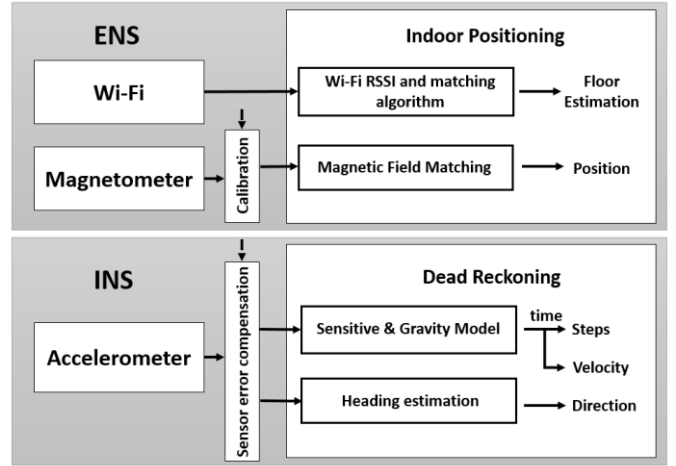 ENS
Indoor Positioning
Wi-Fi
Wi-Fi RSSI and matching
algorithm
Floor
Estimation
Magnetometer
Calibration
Magnetic Field Matching
Position
INS
Dead Reckoning
Accelerometer
Sensor error compensation
Sensitive & Gravity Model
time
Steps
Velocity
Heading estimation
Direction